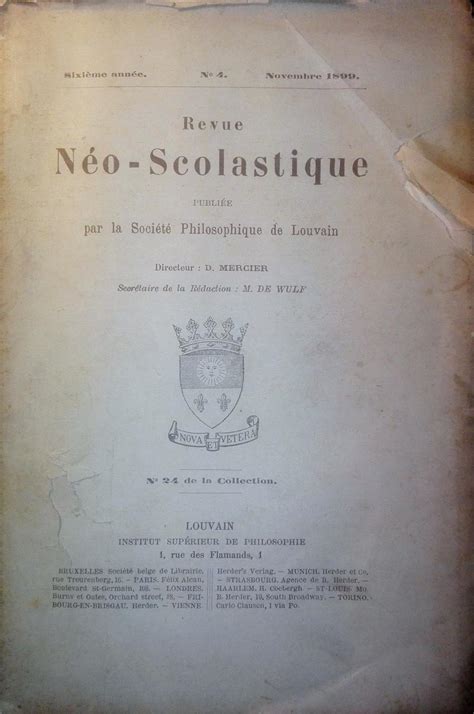 Sixième année. No 4. Novembre 1899.
Revue
Néo-Scolastique
PUBLIÉE
par la Société Philosophique de Louvain
Directeur : D. MERCIER
Secrétaire de la Rédaction : M. DE WULF
NOVA ET VETERA
No 24 de la Collection.
LOUVAIN
INSTITUT SUPÉRIEUR DE PHILOSOPHIE
1, rue des Flamands, 1
BRUXELLES Société belge de Librairie,
rue Treurenberg, 16. — PARIS. Félix Alcan,
Boulevard St-Germain, 108. — LONDRES.
Burns et Oates, Orchard street, 28. — FRI-
BOURG-EN-BRISGAU. Herder. — VIENNE
Herder's Verlag. — MUNICH. Herder et Co.
— STRASBOURG. Agence de B. Herder. —
HAARLEM. H. Coebergh — ST-LOUIS. Mo
B. Herder, 19, South Broadway. — TORINO.
Carlo Clausen, 1 via Po.